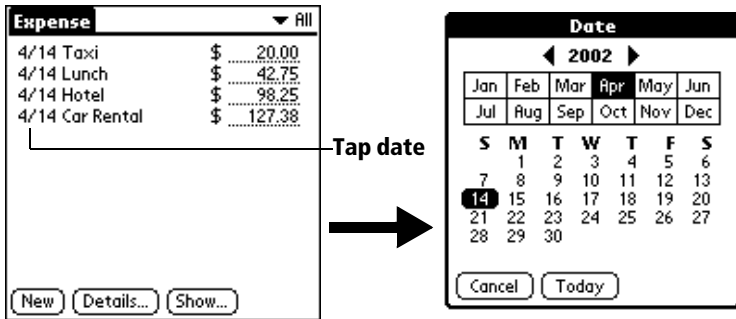 Expense
All
4/14 Taxi $ 20.00
4/14 Lunch $ 42.75
4/14 Hotel $ 98.25
4/14 Car Rental $ 127.38
New Details... Show...
Tap date
Date
2002
Jan Feb Mar Apr May Jun
Jul Aug Sep Oct Nov Dec
S M T W T F S
1 2 3 4 5 6
7 8 9 10 11 12 13
14 15 16 17 18 19 20
21 22 23 24 25 26 27
28 29 30
Cancel Today